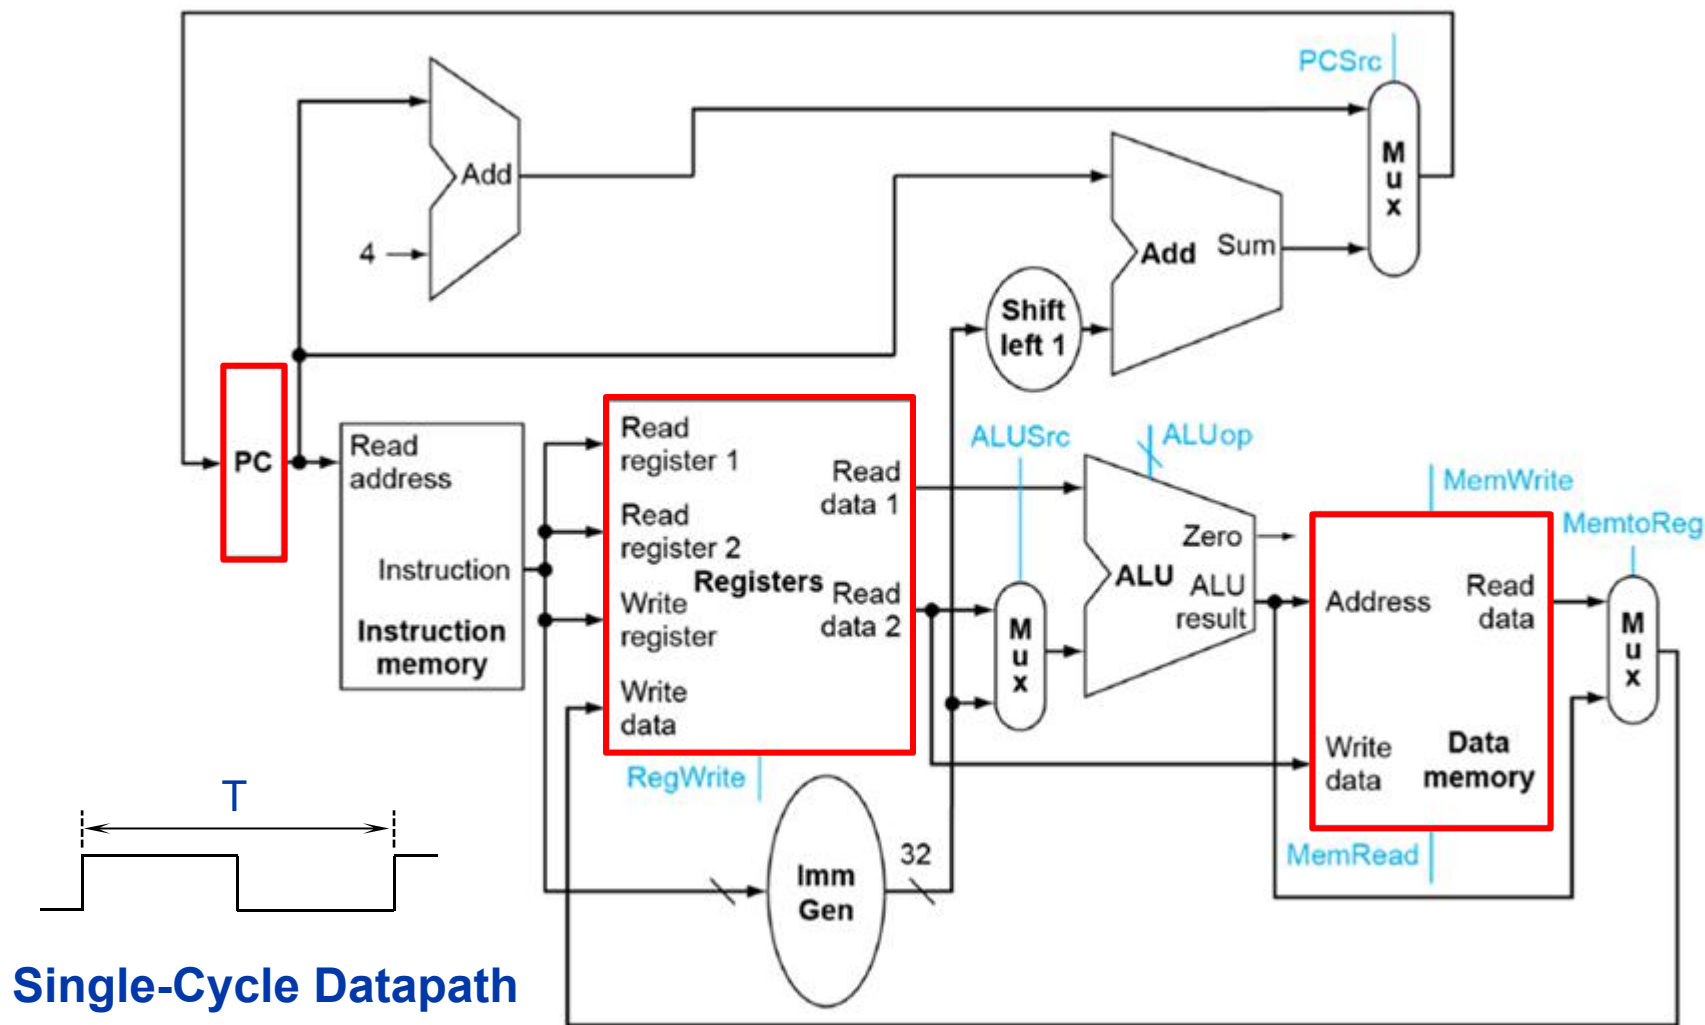 PCSrc
M
u
x
Add
4
Add
Sum
Shift
left 1
PC
Read
address
Instruction
Instruction
memory
Read
register 1
Read
register 2
Write
register
Write
data
Registers
Read
data 1
Read
data 2
RegWrite
ALUSrc
M
u
x
ALUop
Zero
ALU
ALU
result
MemWrite
Address
Read
data
Write
data
Data
memory
MemRead
MemtoReg
M
u
x
Imm
Gen
32
T
Single-Cycle Datapath